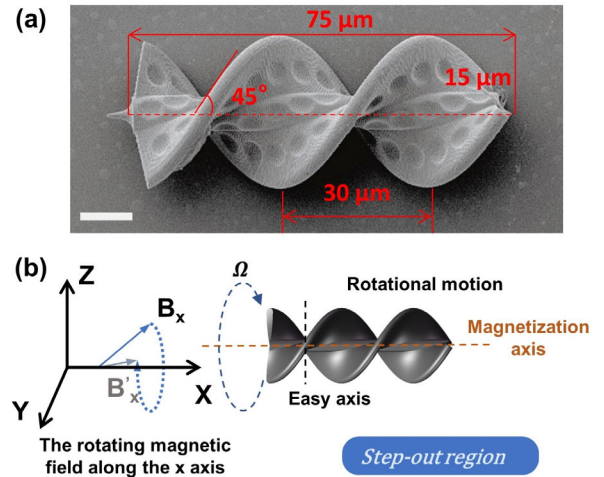 (a)
75 μm
15 μm
45°
30 μm
(b)
Z
Bx
B'x
X
Y
Ω
Rotational motion
Magnetization
axis
Easy axis
The rotating magnetic
field along the x axis
Step-out region